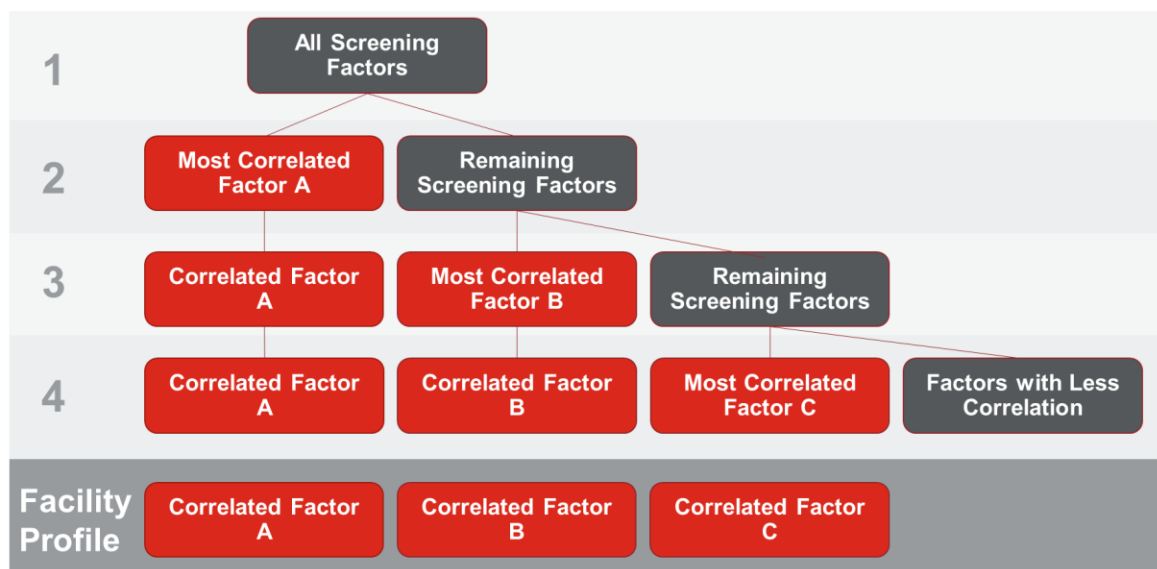 1
All Screening
Factors
2
Most Correlated
Factor A
Remaining
Screening Factors
3
Correlated Factor
A
Most Correlated
Factor B
Remaining
Screening Factors
4
Correlated Factor
A
Correlated Factor
B
Most Correlated
Factor C
Factors with Less
Correlation
Facility
Profile
Correlated Factor
A
Correlated Factor
B
Correlated Factor
C